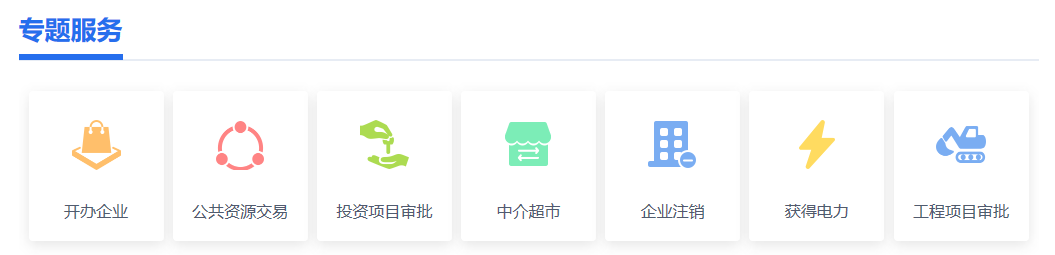 专题服务
开办企业
公共资源交易
投资项目审批
中介超市
企业注销
获得电力
工程项目审批